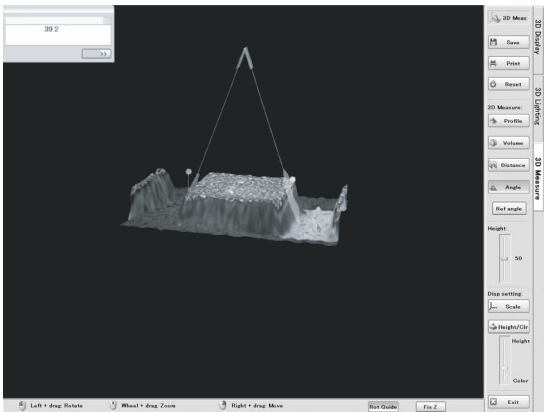 39.2
>>
3D Meas
Save
Print
Reset
2D Measure:
Profile
Volume
Distance
Angle
Ref angle
Height:
50
Disp setting:
Scale
Height/Clr
Height
Color
Exit
3D Display
3D Lighting
3D Measure
Left + drag: Rotate
Wheel + drag: Zoom
Right + drag: Move
Rot Guide
Fix Z